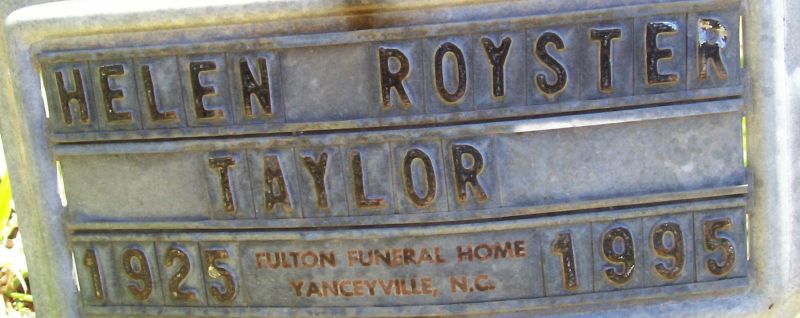 HELEN ROYSTER
TAYLOR
1925 FULTON FUNERAL HOME 1995
YANCEYVILLE, N.C.